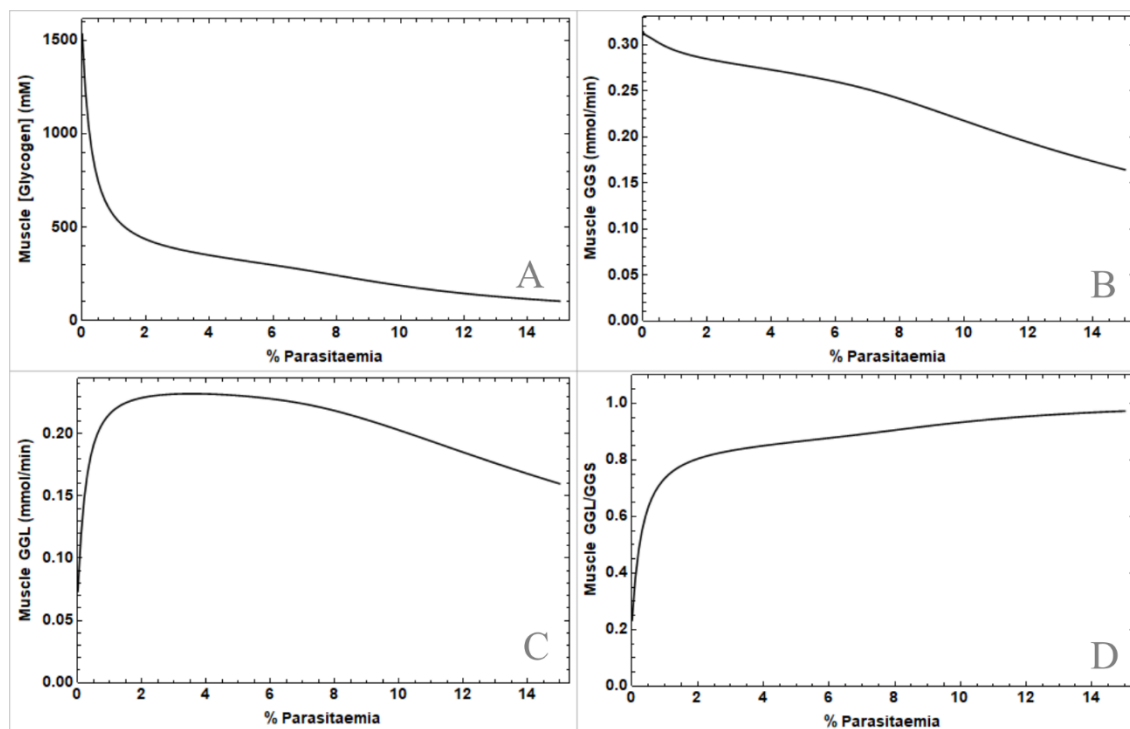 Muscle [Glycogen] (mM)
1500
1000
500
0
A
0 2 4 6 8 10 12 14
% Parasitaemia
Muscle GGS (mmol/min)
0.30
0.25
0.20
0.15
0.10
0.05
0.00
B
0 2 4 6 8 10 12 14
% Parasitaemia
Muscle GGL (mmol/min)
0.20
0.15
0.10
0.05
0.00
C
0 2 4 6 8 10 12 14
% Parasitaemia
Muscle GGL/GGS
1.0
0.8
0.6
0.4
0.2
0.0
D
0 2 4 6 8 10 12 14
% Parasitaemia